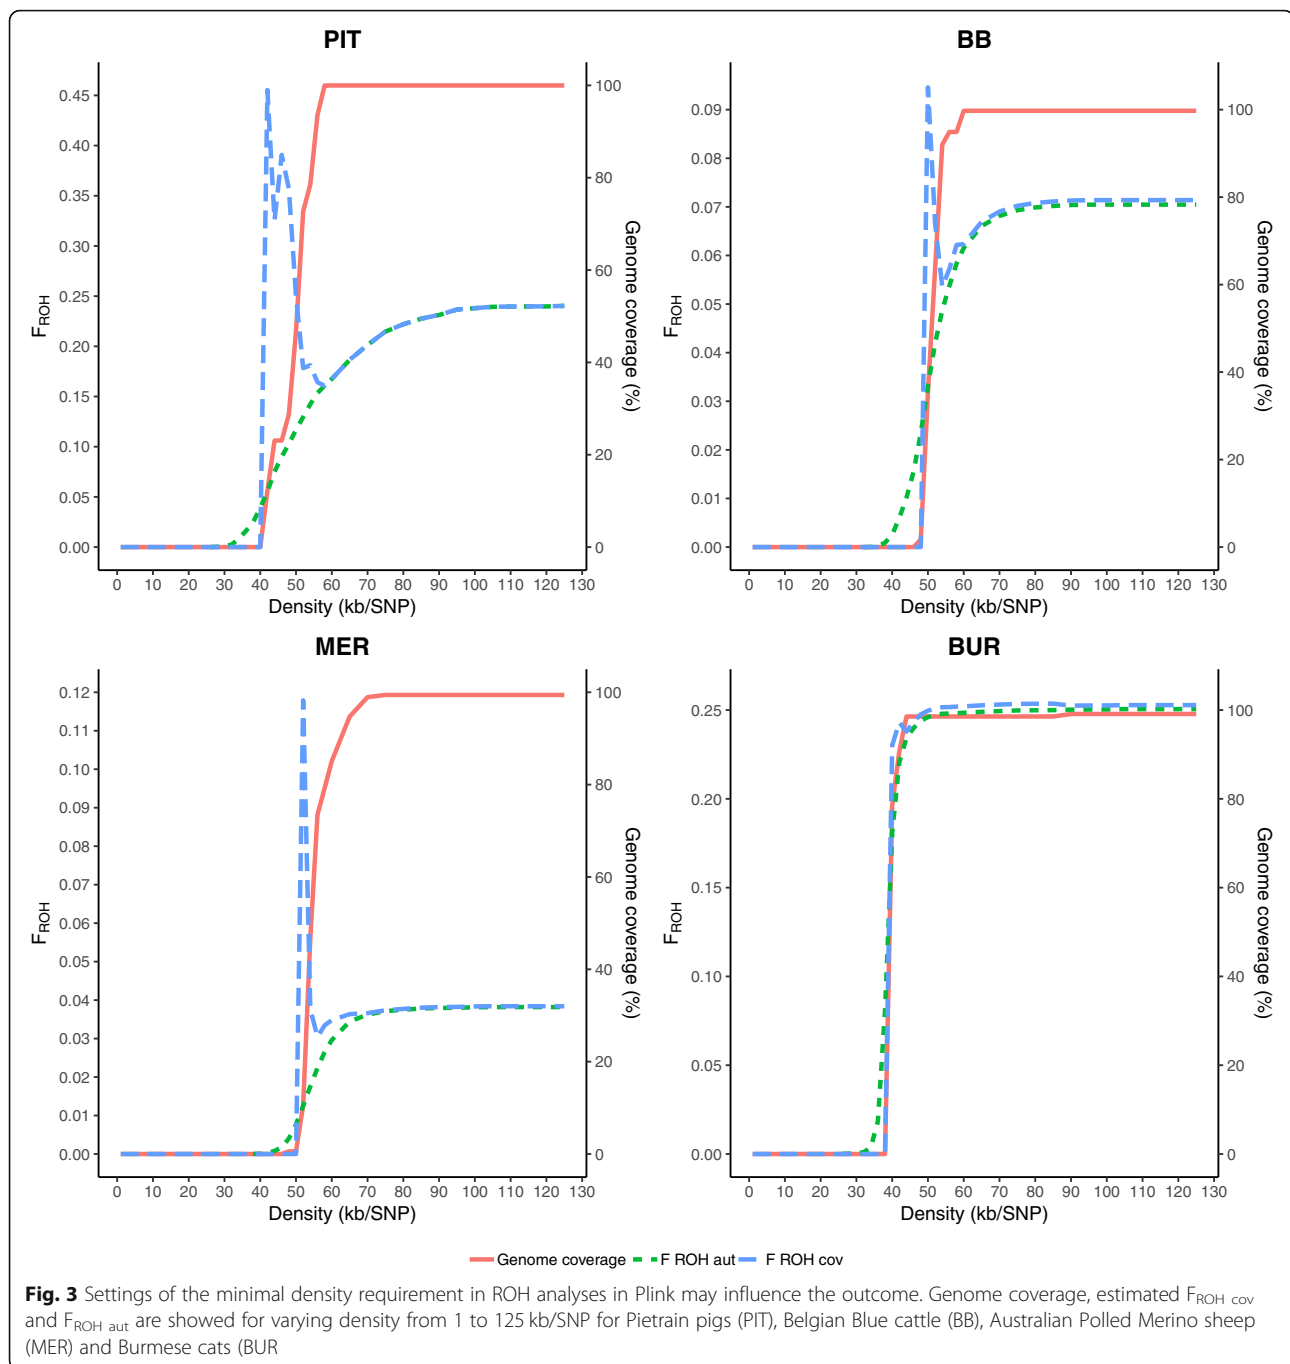 PIT
BB
0.45
0.40
0.35
0.30
0.25
0.20
0.15
0.10
0.05
0.00
F_ROH
100
80
60
40
20
0
Genome coverage (%)
0 10 20 30 40 50 60 70 80 90 100 110 120 130
Density (kb/SNP)
0.09
0.08
0.07
0.06
0.05
0.04
0.03
0.02
0.01
0.00
F_ROH
100
80
60
40
20
0
Genome coverage (%)
0 10 20 30 40 50 60 70 80 90 100 110 120 130
Density (kb/SNP)
MER
BUR
0.12
0.11
0.10
0.09
0.08
0.07
0.06
0.05
0.04
0.03
0.02
0.01
0.00
F_ROH
100
80
60
40
20
0
Genome coverage (%)
0 10 20 30 40 50 60 70 80 90 100 110 120 130
Density (kb/SNP)
0.25
0.20
0.15
0.10
0.05
0.00
F_ROH
100
80
60
40
20
0
Genome coverage (%)
0 10 20 30 40 50 60 70 80 90 100 110 120 130
Density (kb/SNP)
Genome coverage F ROH aut F ROH cov
Fig. 3 Settings of the minimal density requirement in ROH analyses in Plink may influence the outcome. Genome coverage, estimated F_ROH cov
and F_ROH aut are showed for varying density from 1 to 125 kb/SNP for Pietrain pigs (PIT), Belgian Blue cattle (BB), Australian Polled Merino sheep
(MER) and Burmese cats (BUR